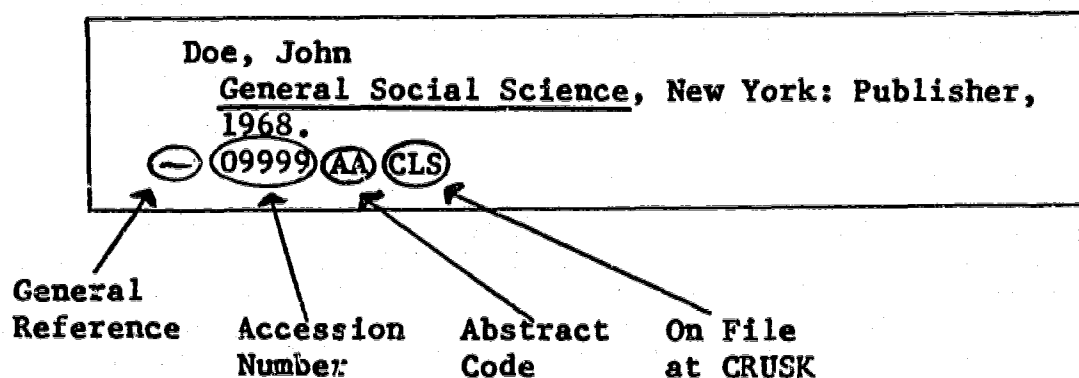 Doe, John
General Social Science, New York: Publisher,
1968.
— 09999 AA CLS
General
Reference
Accession
Number
Abstract
Code
On File
at CRUSK